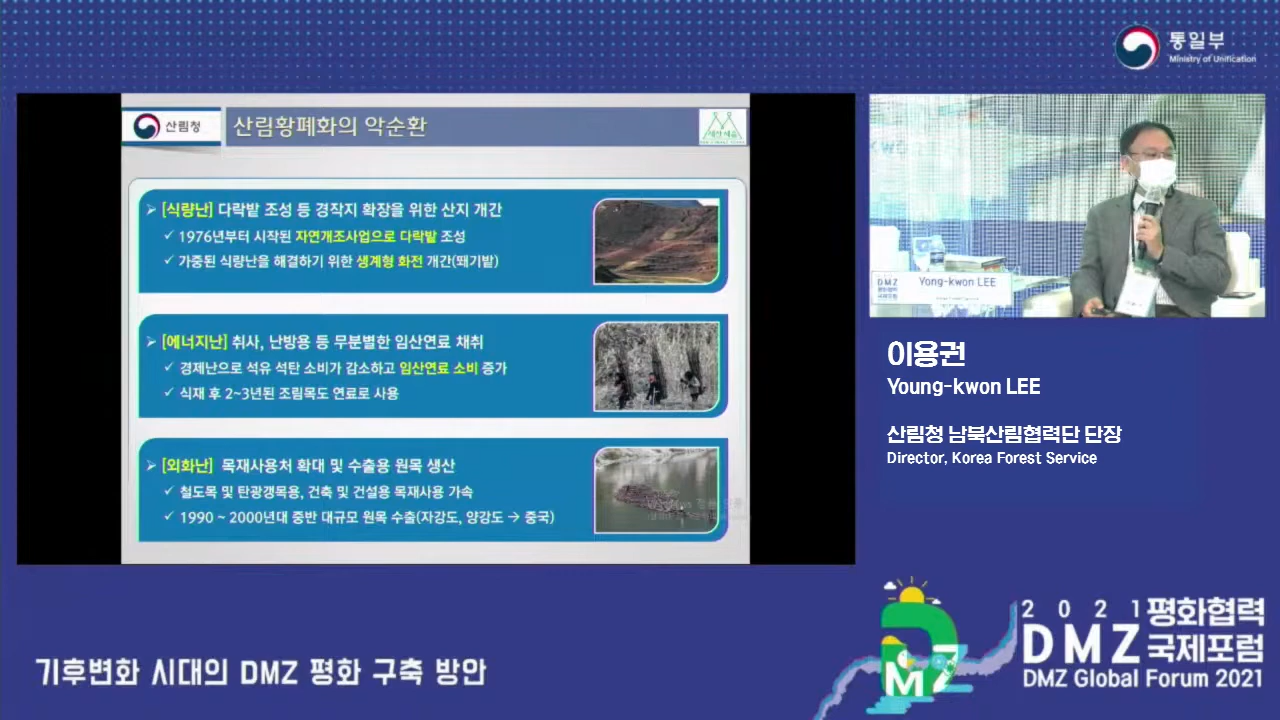 통일부
Ministry of Unification
산림청
산림황폐화의 악순환
[식량난] 다락밭 조성 등 경작지 확장을 위한 산지 개간
1976년부터 시작된 자연개조사업으로 다락밭 조성
가중된 식량난을 해결하기 위한 생계형 화전 개간(뙈기밭)
[에너지난] 취사, 난방용 등 무분별한 임산연료 채취
경제난으로 석유 석탄 소비가 감소하고 임산연료 소비 증가
식재 후 2~3년된 조림목도 연료로 사용
[외화난] 목재사용처 확대 및 수출용 원목 생산
철도목 및 탄광갱목용, 건축 및 건설용 목재사용 가속
1990 ~ 2000년대 중반 대규모 원목 수출(자강도, 양강도 → 중국)
DMZ
평화협력
국제포럼
Yong-kwon LEE
이용권
Young-kwon LEE
산림청 남북산림협력단 단장
Director, Korea Forest Service
기후변화 시대의 DMZ 평화 구축 방안
DMZ
2021 평화협력
DMZ 국제포럼
DMZ Global Forum 2021